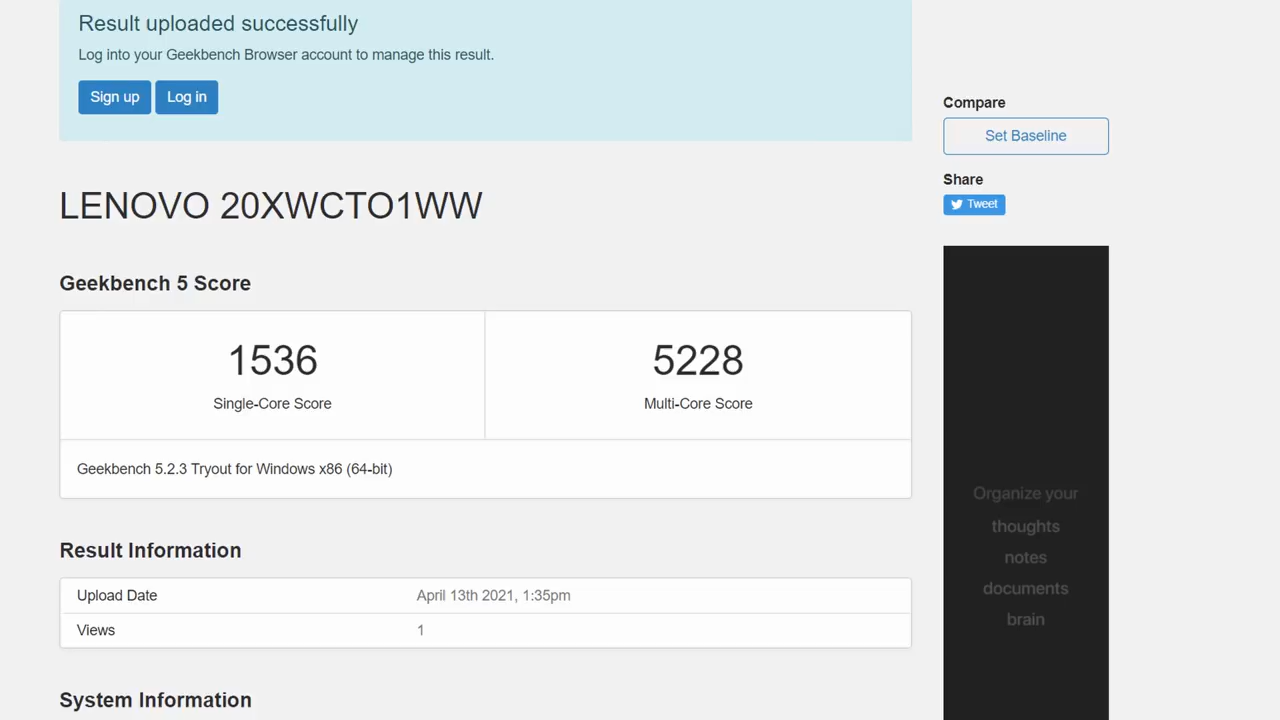 Result uploaded successfully
Log into your Geekbench Browser account to manage this result.
Sign up Log in
LENOVO 20XWCTO1WW
Geekbench 5 Score
1536 5228
Single-Core Score Multi-Core Score
Geekbench 5.2.3 Tryout for Windows x86 (64-bit)
Result Information
Upload Date April 13th 2021, 1:35pm
Views 1
System Information
Compare
Set Baseline
Share
Tweet
Organize your
thoughts
notes
documents
brain